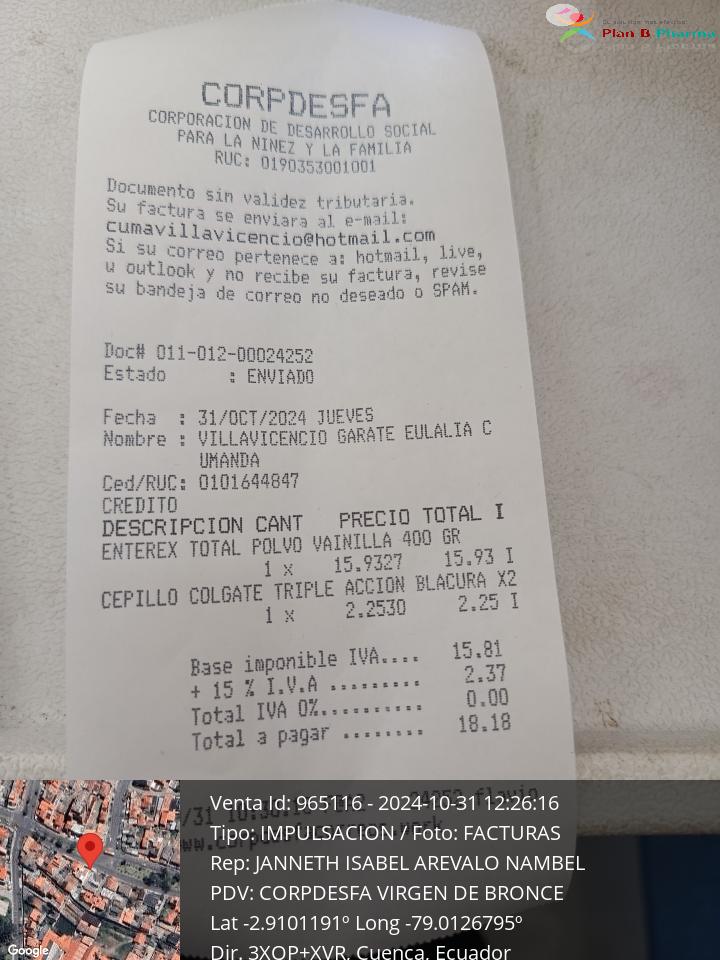 Plan B Pharma
CORPDESFA
CORPORACION DE DESARROLLO SOCIAL
PARA LA NINEZ Y LA FAMILIA
RUC: 0190353001001
Documento sin validez tributaria.
Su factura se enviara al e-mail:
cumavillavicencio@hotmail.com
Si su correo pertenece a: hotmail, live,
u outlook y no recibe su factura, revise
su bandeja de correo no deseado o SPAM.
Doc# 011-012-00024252
Estado : ENVIADO
Fecha : 31/OCT/2024 JUEVES
Nombre : VILLAVICENCIO GARATE EULALIA C
UMANDA
Ced/RUC: 0101644847
CREDITO
DESCRIPCION CANT PRECIO TOTAL I
ENTEREX TOTAL POLVO VAINILLA 400 GR
1 x 15.9327 15.93 I
CEPILLO COLGATE TRIPLE ACCION BLACURA X2
1 x 2.2530 2.25 I
Base imponible IVA.... 15.81
+ 15 % I.V.A ......... 2.37
Total IVA 0%.......... 0.00
Total a pagar ........ 18.18
Venta Id: 965116 - 2024-10-31 12:26:16
Tipo: IMPULSACION / Foto: FACTURAS
Rep: JANNETH ISABEL AREVALO NAMBEL
PDV: CORPDESFA VIRGEN DE BRONCE
Lat -2.9101191º Long -79.0126795º
Dir. 3XQP+XVR, Cuenca, Ecuador
Google